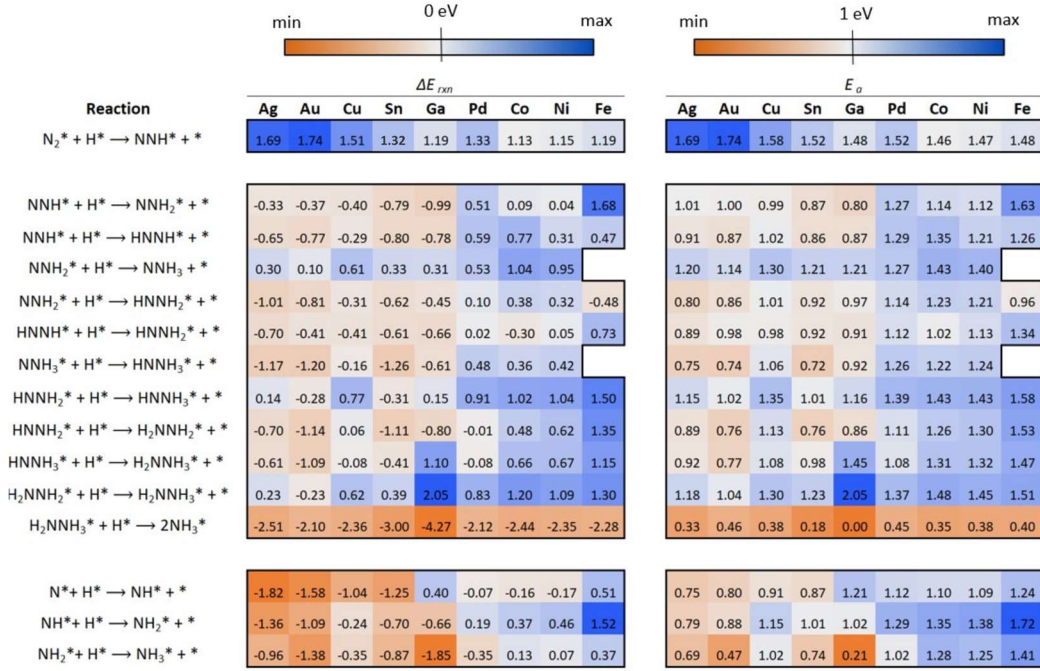 min 0 eV max min 1 eV max
ΔE rxn E a
Reaction Ag Au Cu Sn Ga Pd Co Ni Fe Ag Au Cu Sn Ga Pd Co Ni Fe
N2* + H* → NNH* + * 1.69 1.74 1.51 1.32 1.19 1.33 1.13 1.15 1.19 1.69 1.74 1.58 1.52 1.48 1.52 1.46 1.47 1.48
NNH* + H* → NNH2* + * -0.33 -0.37 -0.40 -0.79 -0.99 0.51 0.09 0.04 1.68 1.01 1.00 0.99 0.87 0.80 1.27 1.14 1.12 1.63
NNH* + H* → HNNH* + * -0.65 -0.77 -0.29 -0.80 -0.78 0.59 0.77 0.31 0.47 0.91 0.87 1.02 0.86 0.87 1.29 1.35 1.21 1.26
NNH2* + H* → NNH3 + * 0.30 0.10 0.61 0.33 0.31 0.53 1.04 0.95 1.20 1.14 1.30 1.21 1.21 1.27 1.43 1.40
NNH2* + H* → HNNH2* + * -1.01 -0.81 -0.31 -0.62 -0.45 0.10 0.38 0.32 -0.48 0.80 0.86 1.01 0.92 0.97 1.14 1.23 1.21 0.96
HNNH* + H* → HNNH2* + * -0.70 -0.41 -0.41 -0.61 -0.66 0.02 -0.30 0.05 0.73 0.89 0.98 0.98 0.92 0.91 1.12 1.02 1.13 1.34
NNH3* + H* → HNNH3* + * -1.17 -1.20 -0.16 -1.26 -0.61 0.48 0.36 0.42 0.75 0.74 1.06 0.72 0.92 1.26 1.22 1.24
HNNH2* + H* → HNNH3* + * 0.14 -0.28 0.77 -0.31 0.15 0.91 1.02 1.04 1.50 1.15 1.02 1.35 1.01 1.16 1.39 1.43 1.43 1.58
HNNH2* + H* → H2NNH2* + * -0.70 -1.14 0.06 -1.11 -0.80 -0.01 0.48 0.62 1.35 0.89 0.76 1.13 0.76 0.86 1.11 1.26 1.30 1.53
HNNH3* + H* → H2NNH3* + * -0.61 -1.09 -0.08 -0.41 1.10 -0.08 0.66 0.67 1.15 0.92 0.77 1.08 0.98 1.45 1.08 1.31 1.32 1.47
H2NNH2* + H* → H2NNH3* + * 0.23 -0.23 0.62 0.39 2.05 0.83 1.20 1.09 1.30 1.18 1.04 1.30 1.23 2.05 1.37 1.48 1.45 1.51
H2NNH3* + H* → 2NH3* -2.51 -2.10 -2.36 -3.00 -4.27 -2.12 -2.44 -2.35 -2.28 0.33 0.46 0.38 0.18 0.00 0.45 0.35 0.38 0.40
N*+ H* → NH* + * -1.82 -1.58 -1.04 -1.25 0.40 -0.07 -0.16 -0.17 0.51 0.75 0.80 0.91 0.87 1.21 1.12 1.10 1.09 1.24
NH*+ H* → NH2* + * -1.36 -1.09 -0.24 -0.70 -0.66 0.19 0.37 0.46 1.52 0.79 0.88 1.15 1.01 1.02 1.29 1.35 1.38 1.72
NH2*+ H* → NH3* + * -0.96 -1.38 -0.35 -0.87 -1.85 -0.35 0.13 0.07 0.37 0.69 0.47 1.02 0.74 0.21 1.02 1.28 1.25 1.41